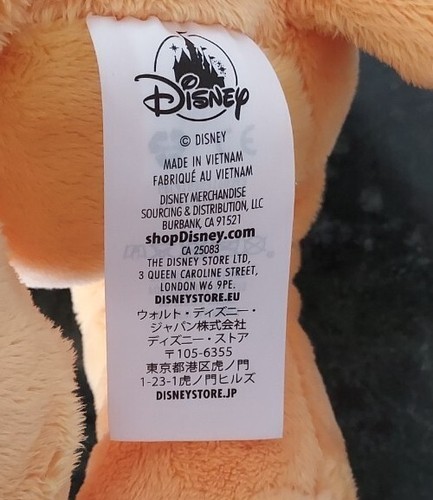 Disney
© DISNEY
MADE IN VIETNAM
FABRIQUÉ AU VIETNAM
DISNEY MERCHANDISE
SOURCING & DISTRIBUTION, LLC
BURBANK, CA 91521
shopDisney.com
CA 25083
THE DISNEY STORE LTD,
3 QUEEN CAROLINE STREET,
LONDON W6 9PE.
DISNEYSTORE.EU
ウォルト・ディズニー・
ジャパン株式会社
ディズニー・ストア
〒105-6355
東京都港区虎ノ門
1-23-1虎ノ門ヒルズ
DISNEYSTORE.JP